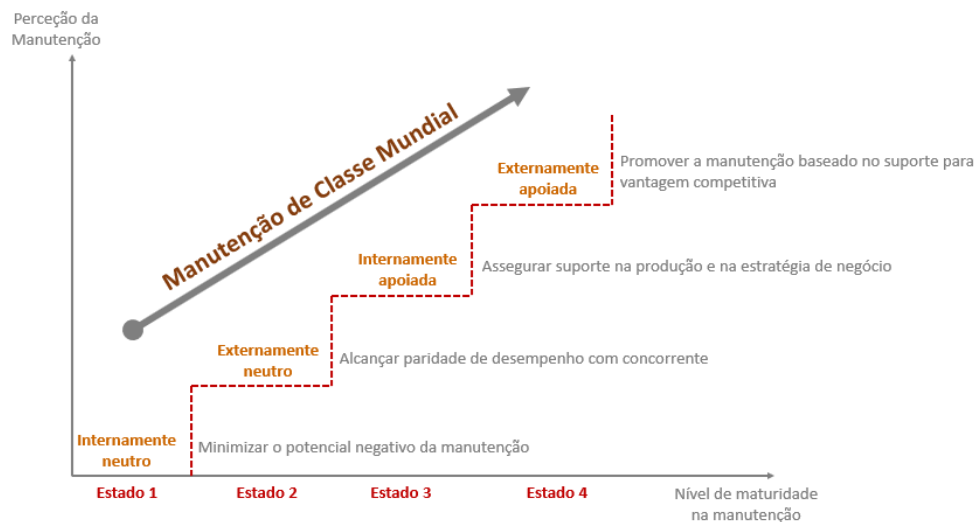 Perceção da
Manutenção
Manutenção de Classe Mundial
Externamente
apoiada
Promover a manutenção baseado no suporte para
vantagem competitiva
Internamente
apoiada
Assegurar suporte na produção e na estratégia de negócio
Externamente
neutro
Alcançar paridade de desempenho com concorrente
Internamente
neutro
Minimizar o potencial negativo da manutenção
Estado 1
Estado 2
Estado 3
Estado 4
Nível de maturidade
na manutenção